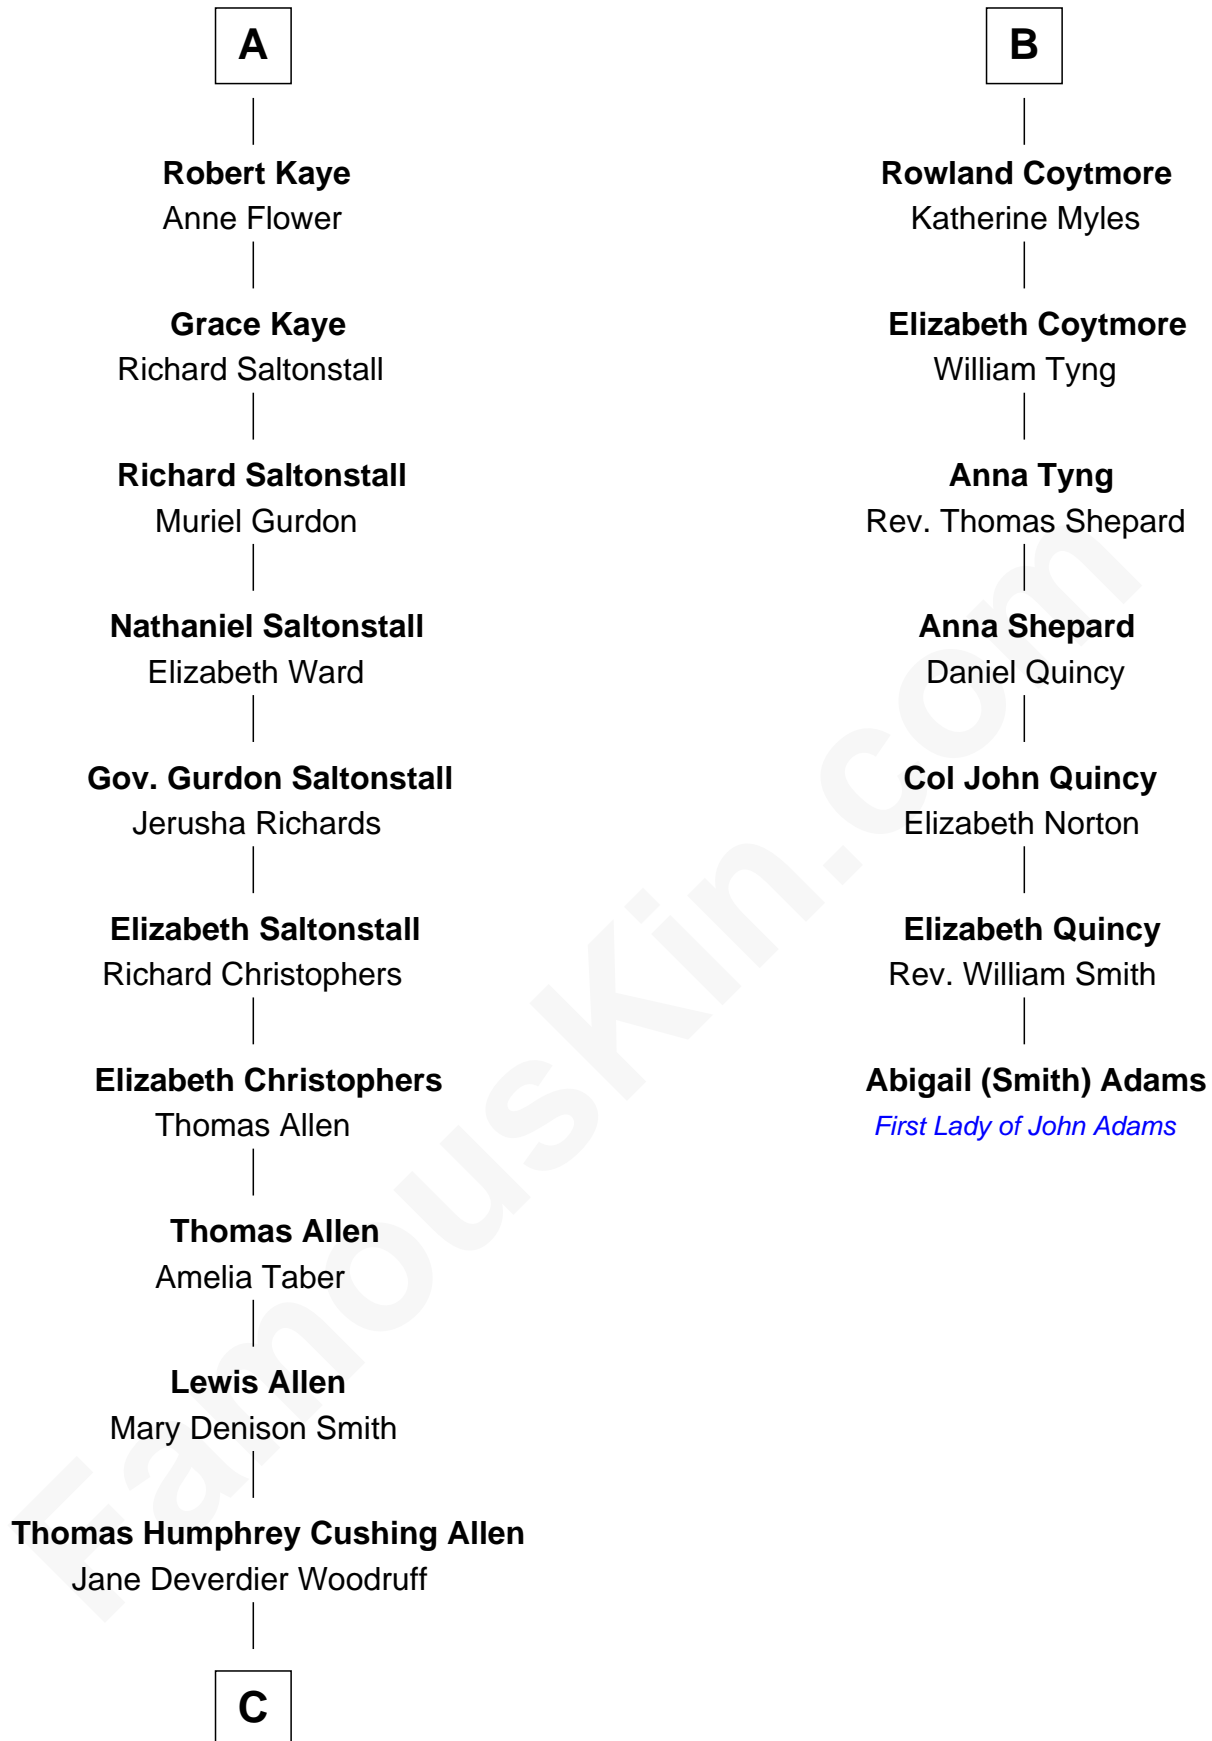 A
Robert Kaye
Anne Flower
Grace Kaye
Richard Saltonstall
Richard Saltonstall
Muriel Gurdon
Nathaniel Saltonstall
Elizabeth Ward
Gov. Gurdon Saltonstall
Jerusha Richards
Elizabeth Saltonstall
Richard Christophers
Elizabeth Christophers
Thomas Allen
Thomas Allen
Amelia Taber
Lewis Allen
Mary Denison Smith
Thomas Humphrey Cushing Allen
Jane Deverdier Woodruff
C
B
Rowland Coytmore
Katherine Myles
Elizabeth Coytmore
William Tyng
Anna Tyng
Rev. Thomas Shepard
Anna Shepard
Daniel Quincy
Col John Quincy
Elizabeth Norton
Elizabeth Quincy
Rev. William Smith
Abigail (Smith) Adams
First Lady of John Adams
FamousKin.com